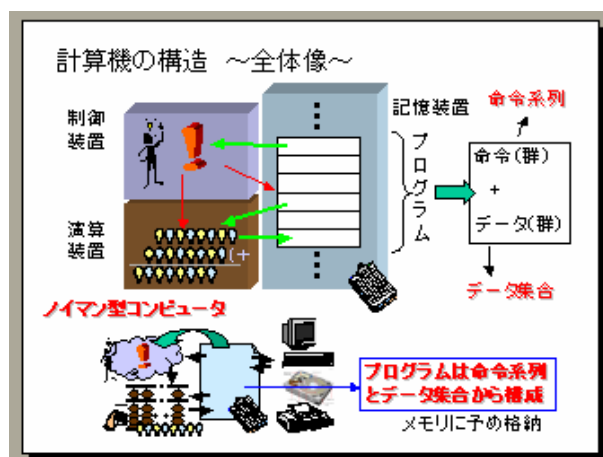 計算機の構造 ～全体像～
制御
装置
記憶装置
命令系列
プログラム
命令(群)
+
データ(群)
演算
装置
(+
データ集合
ノイマン型コンピュータ
プログラムは命令系列
とデータ集合から構成
メモリに予め格納